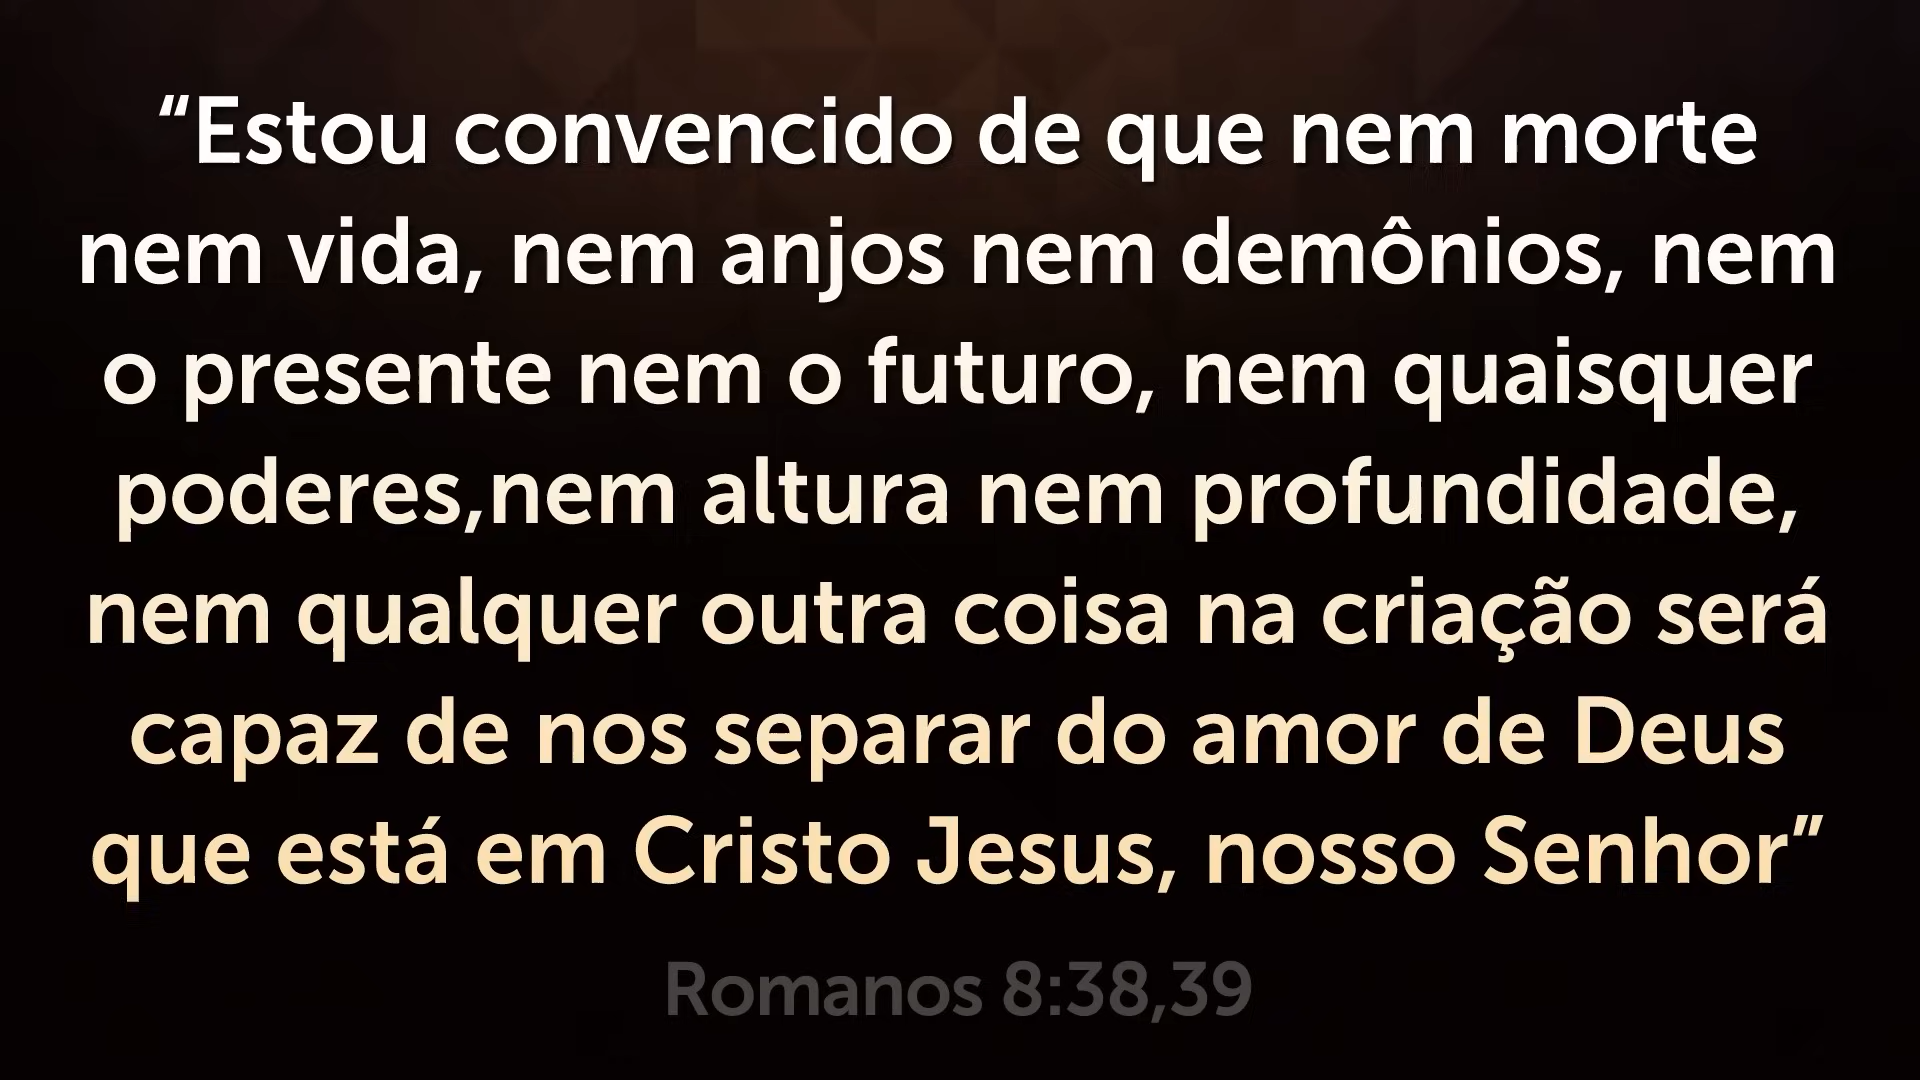 “Estou convencido de que nem morte
nem vida, nem anjos nem demônios, nem
o presente nem o futuro, nem quaisquer
poderes,nem altura nem profundidade,
nem qualquer outra coisa na criação será
capaz de nos separar do amor de Deus
que está em Cristo Jesus, nosso Senhor”
Romanos 8:38,39